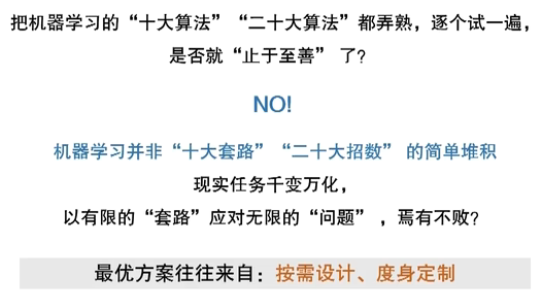 把机器学习的“十大算法”“二十大算法”都弄熟，逐个试一遍，
是否就“止于至善” 了?
NO!
机器学习并非“十大套路”“二十大招数” 的简单堆积
现实任务千变万化，
以有限的“套路”应对无限的“问题” ，焉有不败?
最优方案往往来自：按需设计、度身定制